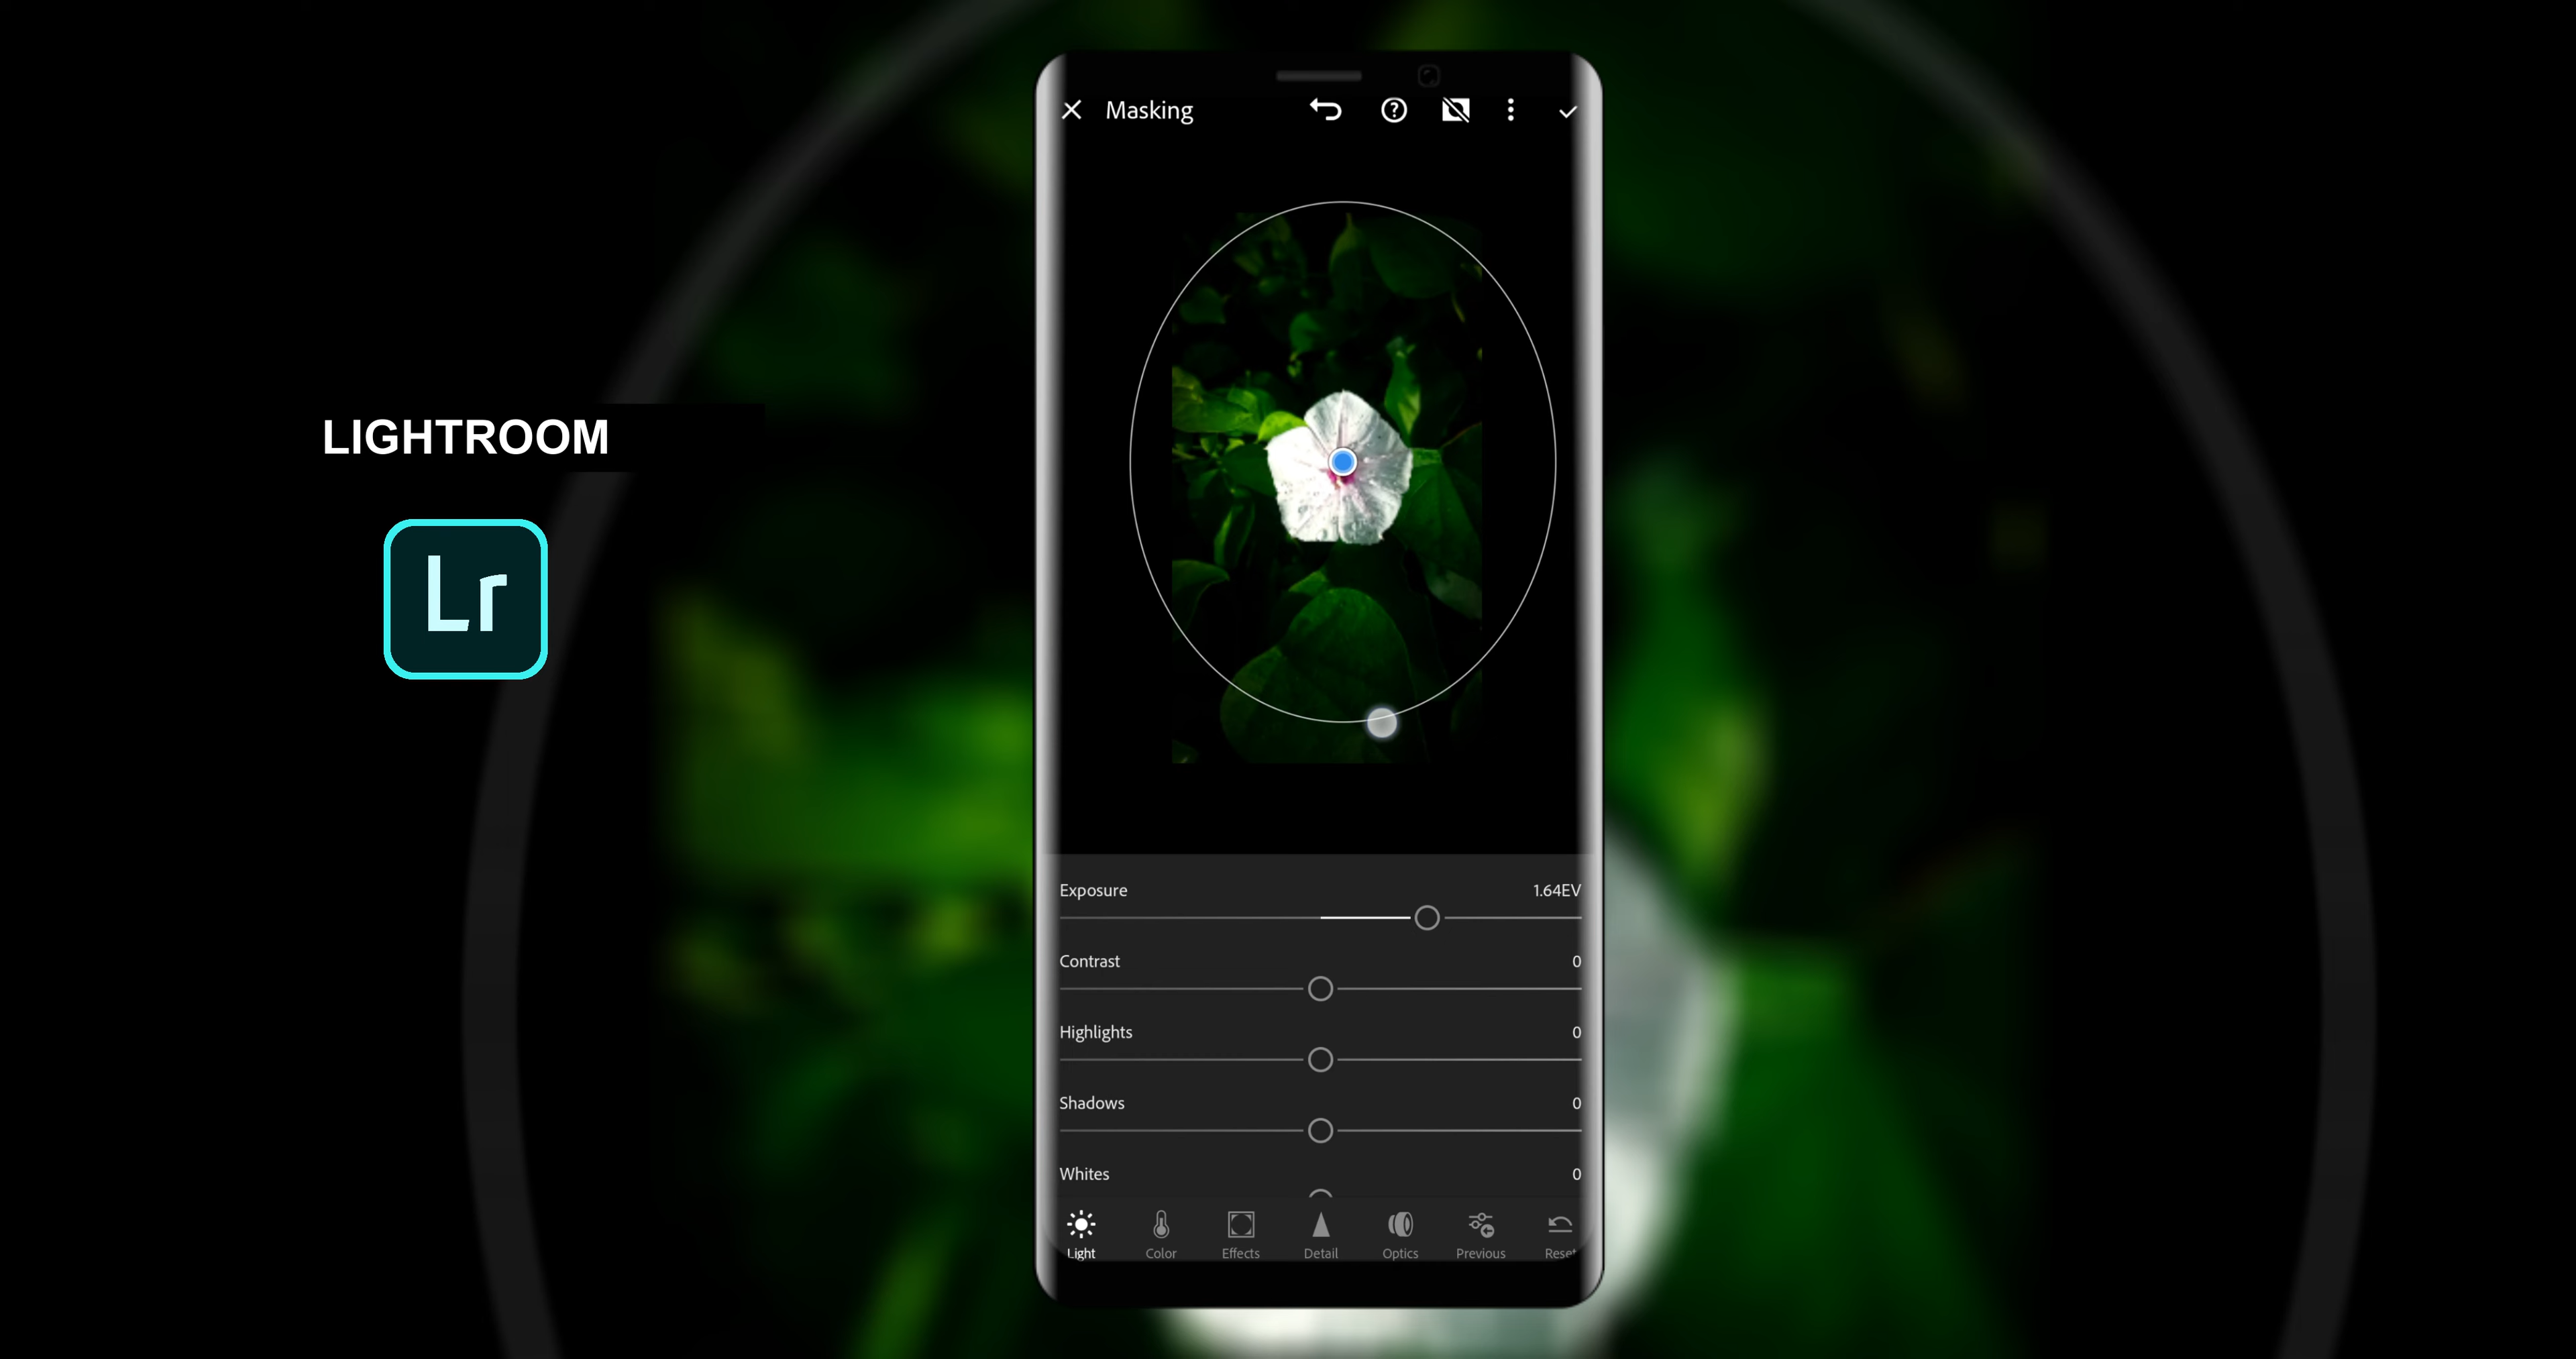 Masking
LIGHTROOM
Lr
Exposure 1.64EV
Contrast 0
Highlights 0
Shadows 0
Whites 0
Light Color Effects Detail Optics Previous Reset